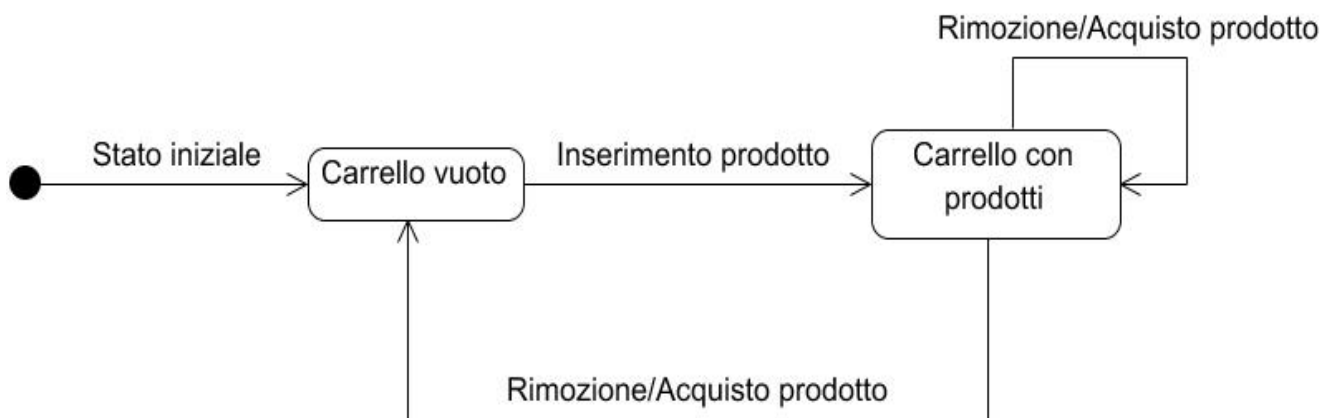 Rimozione/Acquisto prodotto
Stato iniziale
Carrello vuoto
Inserimento prodotto
Carrello con
prodotti
Rimozione/Acquisto prodotto